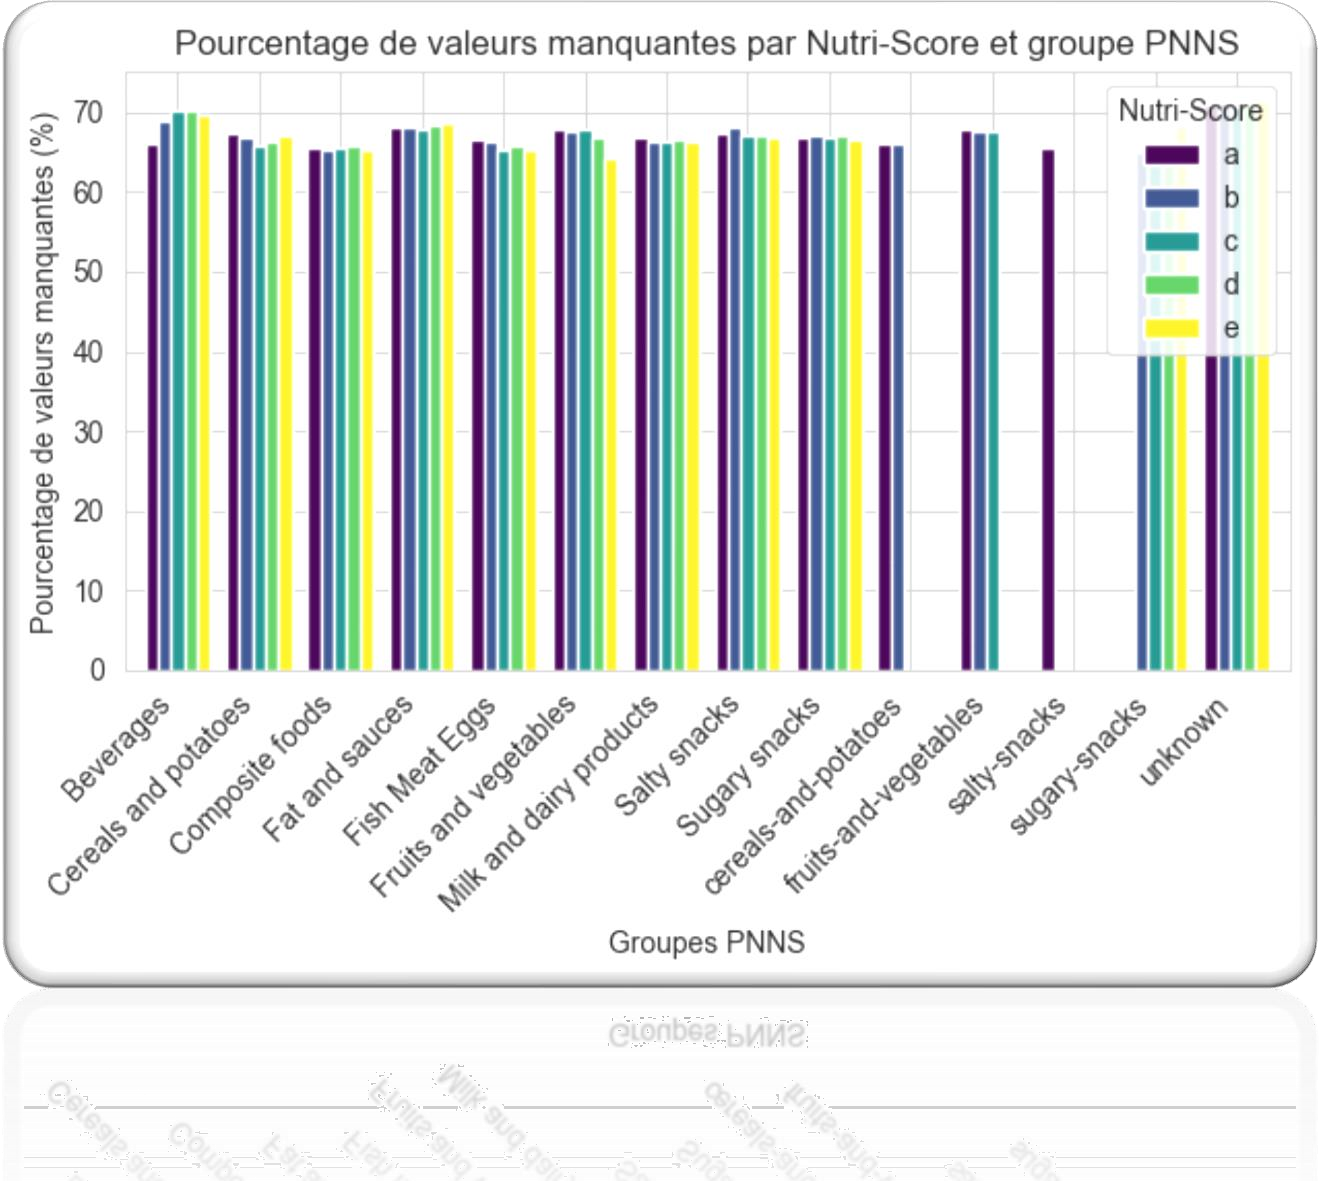 Pourcentage de valeurs manquantes par Nutri-Score et groupe PNNS
Pourcentage de valeurs manquantes (%)
70
60
50
40
30
20
10
0
Nutri-Score
a
b
c
d
e
Beverages
Cereals and potatoes
Composite foods
Fat and sauces
Fish Meat Eggs
Fruits and vegetables
Milk and dairy products
Salty snacks
Sugary snacks
cereals-and-potatoes
fruits-and-vegetables
salty-snacks
sugary-snacks
unknown
Groupes PNNS